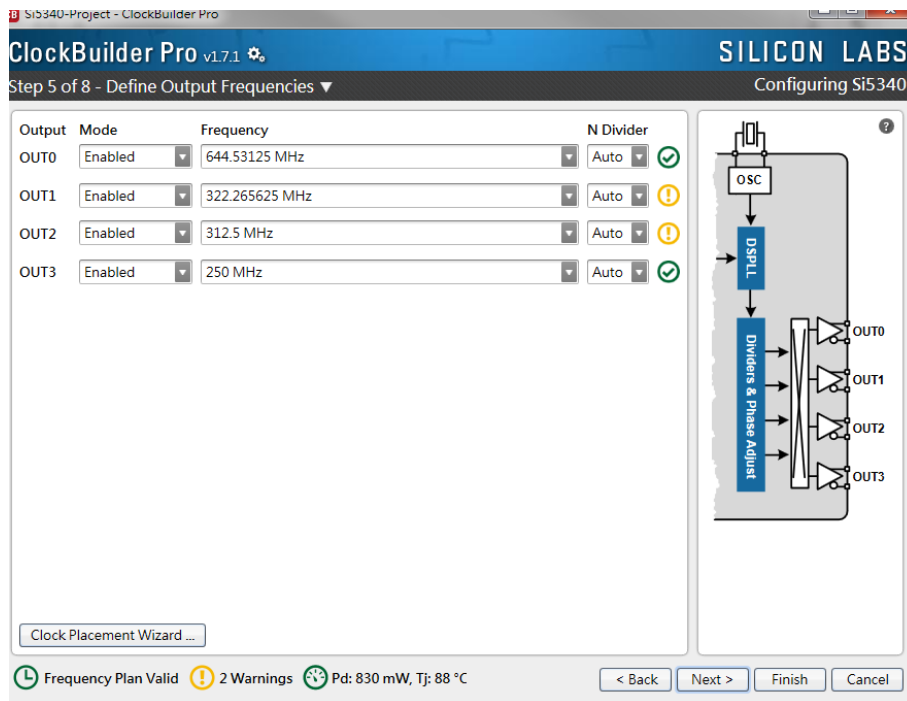 Si5340-Project - ClockBuilder Pro
ClockBuilder Pro v1.7.1
SILICON LABS
Step 5 of 8 - Define Output Frequencies ▼
Configuring Si5340
Output Mode Frequency N Divider
OUT0 Enabled 644.53125 MHz Auto
OUT1 Enabled 322.265625 MHz Auto
OUT2 Enabled 312.5 MHz Auto
OUT3 Enabled 250 MHz Auto
?
OSC
DSPLL
Dividers & Phase Adjust
OUT0
OUT1
OUT2
OUT3
Clock Placement Wizard ...
Frequency Plan Valid 2 Warnings Pd: 830 mW, Tj: 88 °C
< Back Next > Finish Cancel